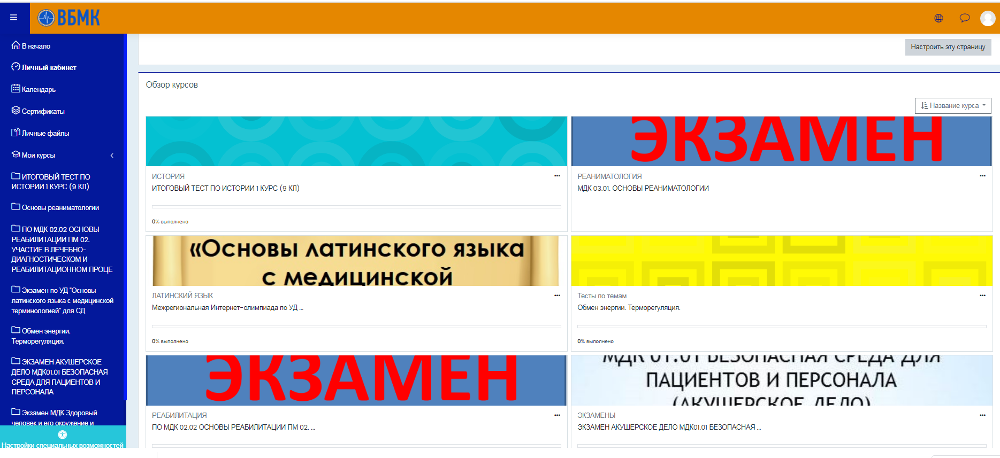 ВБМК
В начало
Личный кабинет
Календарь
Сертификаты
Личные файлы
Мои курсы
ИТОГОВЫЙ ТЕСТ ПО
ИСТОРИИ 1 КУРС (9 КЛ)
Основы реаниматологии
ПО МДК 02.02 ОСНОВЫ
РЕАБИЛИТАЦИИ ПМ 02.
УЧАСТИЕ В ЛЕЧЕБНО-
ДИАГНОСТИЧЕСКОМ И
РЕАБИЛИТАЦИОННОМ ПРОЦЕ
Экзамен по УД "Основы
латинского языка с медицинской
терминологией" для СД
Обмен энергии.
Терморегуляция.
ЭКЗАМЕН АКУШЕРСКОЕ
ДЕЛО МДК01.01 БЕЗОПАСНАЯ
СРЕДА ДЛЯ ПАЦИЕНТОВ И
ПЕРСОНАЛА
Экзамен МДК Здоровый
человек и его окружение и
Настройки специальных возможностей
Настроить эту страницу
Обзор курсов
Название курса
ИСТОРИЯ
ИТОГОВЫЙ ТЕСТ ПО ИСТОРИИ 1 КУРС (9 КЛ)
0% выполнено
ЭКЗАМЕН
РЕАНИМАТОЛОГИЯ
МДК 03.01. ОСНОВЫ РЕАНИМАТОЛОГИИ
«Основы латинского языка
с медицинской
ЛАТИНСКИЙ ЯЗЫК
Межрегиональная Интернет-олимпиада по УД ...
0% выполнено
Тесты по темам
Обмен энергии. Терморегуляция.
0% выполнено
ЭКЗАМЕН
РЕАБИЛИТАЦИЯ
ПО МДК 02.02 ОСНОВЫ РЕАБИЛИТАЦИИ ПМ 02. ...
МДК 01.01 БЕЗОПАСНАЯ СРЕДА ДЛЯ
ПАЦИЕНТОВ И ПЕРСОНАЛА
(АКУШЕРСКОЕ ДЕЛО)
ЭКЗАМЕНЫ
ЭКЗАМЕН АКУШЕРСКОЕ ДЕЛО МДК01.01 БЕЗОПАСНАЯ ...